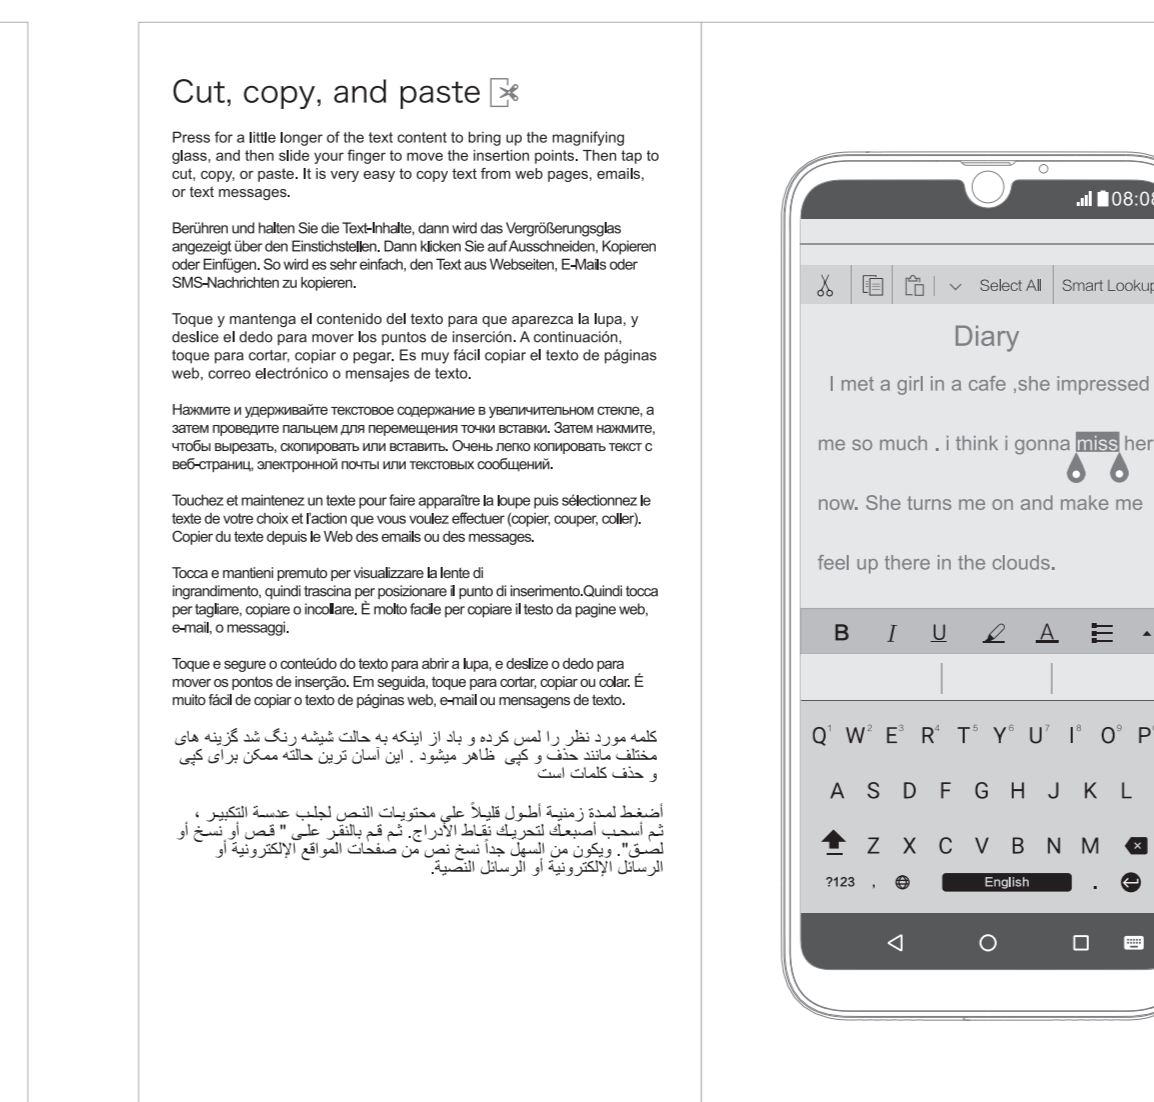 Cut, copy, and paste
Press for a little longer of the text content to bring up the magnifying
glass, and then slide your finger to move the insertion points. Then tap to
cut, copy, or paste. It is very easy to copy text from web pages, emails,
or text messages.
Berühren und halten Sie die Text-Inhalte, dann wird das Vergrößerungsglas
angezeigt über den Einstichstellen. Dann klicken Sie auf Ausschneiden, Kopieren
oder Einfügen. So wird es sehr einfach, den Text aus Webseiten, E-Mails oder
SMS-Nachrichten zu kopieren.
Toque y mantenga el contenido del texto para que aparezca la lupa, y
deslice el dedo para mover los puntos de inserción. A continuación,
toque para cortar, copiar o pegar. Es muy fácil copiar el texto de páginas
web, correo electrónico o mensajes de texto.
Нажмите и удерживайте текстовое содержание в увеличительном стекле, а
затем проведите пальцем для перемещения точки вставки. Затем нажмите,
чтобы вырезать, скопировать или вставить. Очень легко копировать текст с
веб-страниц, электронной почты или текстовых сообщений.
Touchez et maintenez un texte pour faire apparaître la loupe puis sélectionnez le
texte de votre choix et l'action que vous voulez effectuer (copier, couper, coller).
Copier du texte depuis le Web des emails ou des messages.
Tocca e mantieni premuto per visualizzare la lente di
ingrandimento, quindi trascina per posizionare il punto di inserimento.Quindi tocca
per tagliare, copiare o incollare. È molto facile per copiare il testo da pagine web,
e-mail, o messaggi.
Toque e segure o conteúdo do texto para abrir a lupa, e deslize o dedo para
mover os pontos de inserção. Em seguida, toque para cortar, copiar ou colar. É
muito fácil de copiar o texto de páginas web, e-mail ou mensagens de texto.
کلمه مورد نظر را لمس کرده و باد از اینکه به حالت شیشه رنگ شد گزینه های
مختلف مانند حذف و کپی ظاهر میشود . این آسان ترین حالته ممکن برای کپی
و حذف کلمات است
أضغط لمدة زمنية أطول قليلاً على محتويات النص لجلب عدسة التكبير ،
ثم أسحب أصبعك لتحريك نقاط الأدراج. ثم قم بالنقر على " قص أو نسخ أو
لصق". ويكون من السهل جداً نسخ نص من صفحات المواقع الإلكترونية أو
الرسائل الإلكترونية أو الرسائل النصية.
08:08
Select All Smart Lookup
Diary
I met a girl in a cafe ,she impressed
me so much . i think i gonna miss her
now. She turns me on and make me
feel up there in the clouds.
B I U A
Q1 W2 E3 R4 T5 Y6 U7 I8 O9 P
A S D F G H J K L
Z X C V B N M
?123 , English .